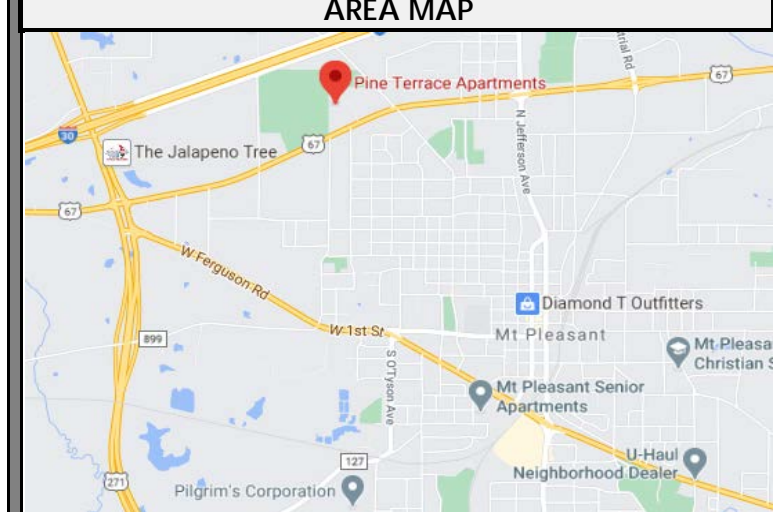 AREA MAP
Pine Terrace Apartments
67
30
The Jalapeno Tree
67
N Jefferson Ave
67
W Ferguson Rd
Diamond T Outfitters
899
W 1st St
Mt Pleasant
Christian
S O'Tyson Ave
Mt Pleasant Senior
Apartments
U-Haul
Neighborhood Dealer
127
271
Pilgrim's Corporation